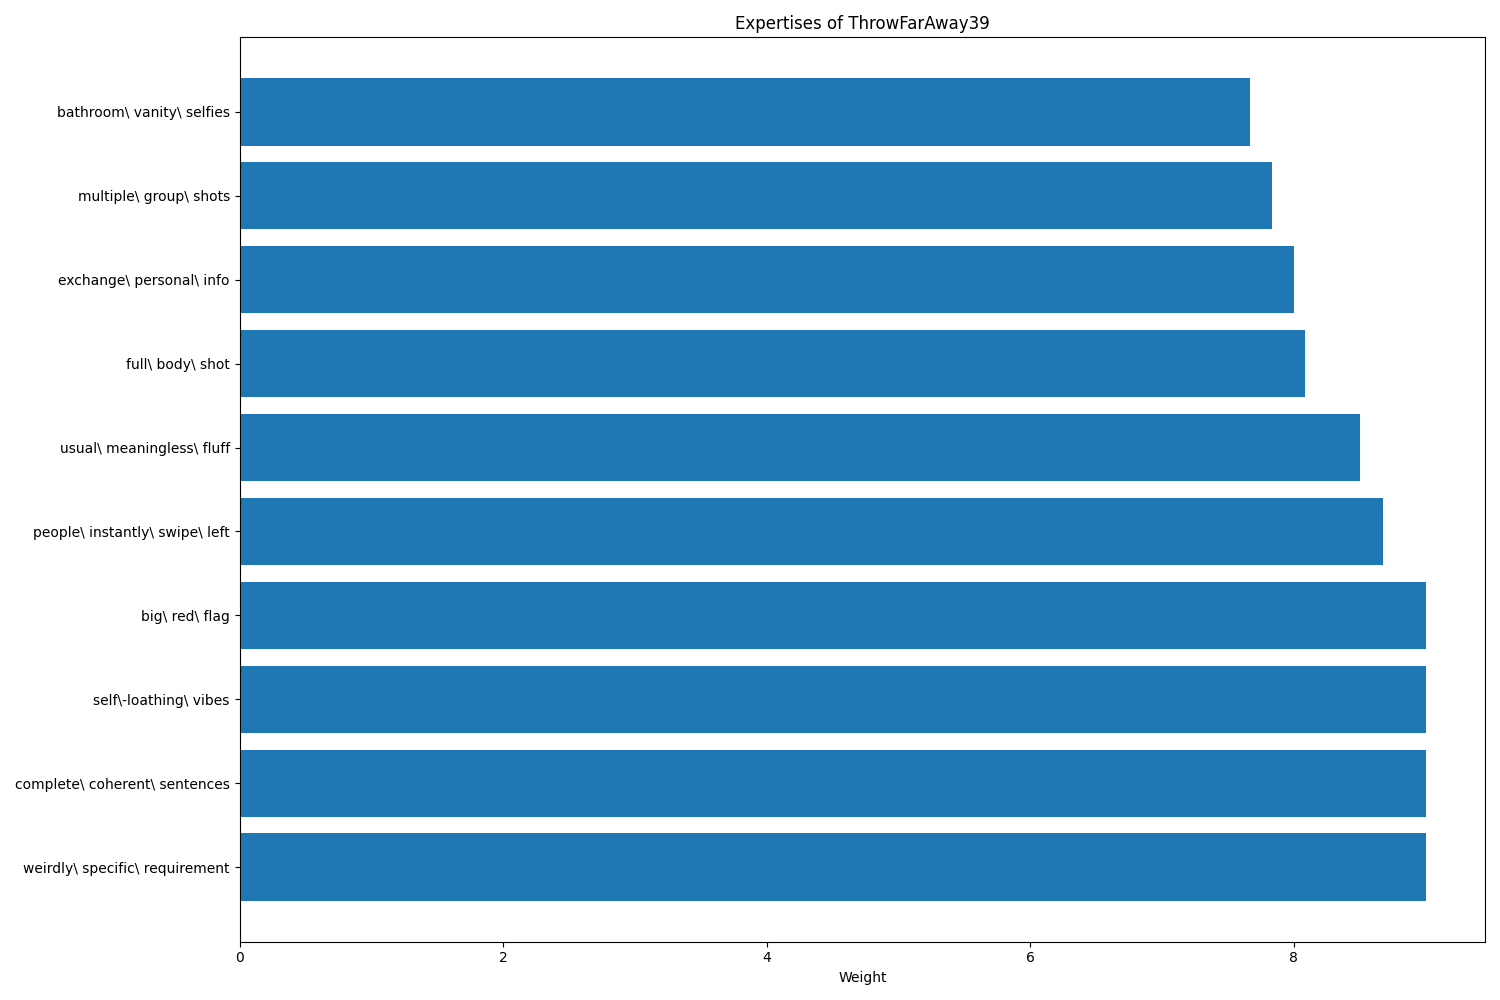 Expertises of ThrowFarAway39
bathroom\ vanity\ selfies
multiple\ group\ shots
exchange\ personal\ info
full\ body\ shot
usual\ meaningless\ fluff
people\ instantly\ swipe\ left
big\ red\ flag
self\-loathing\ vibes
complete\ coherent\ sentences
weirdly\ specific\ requirement
0 2 4 6 8
Weight